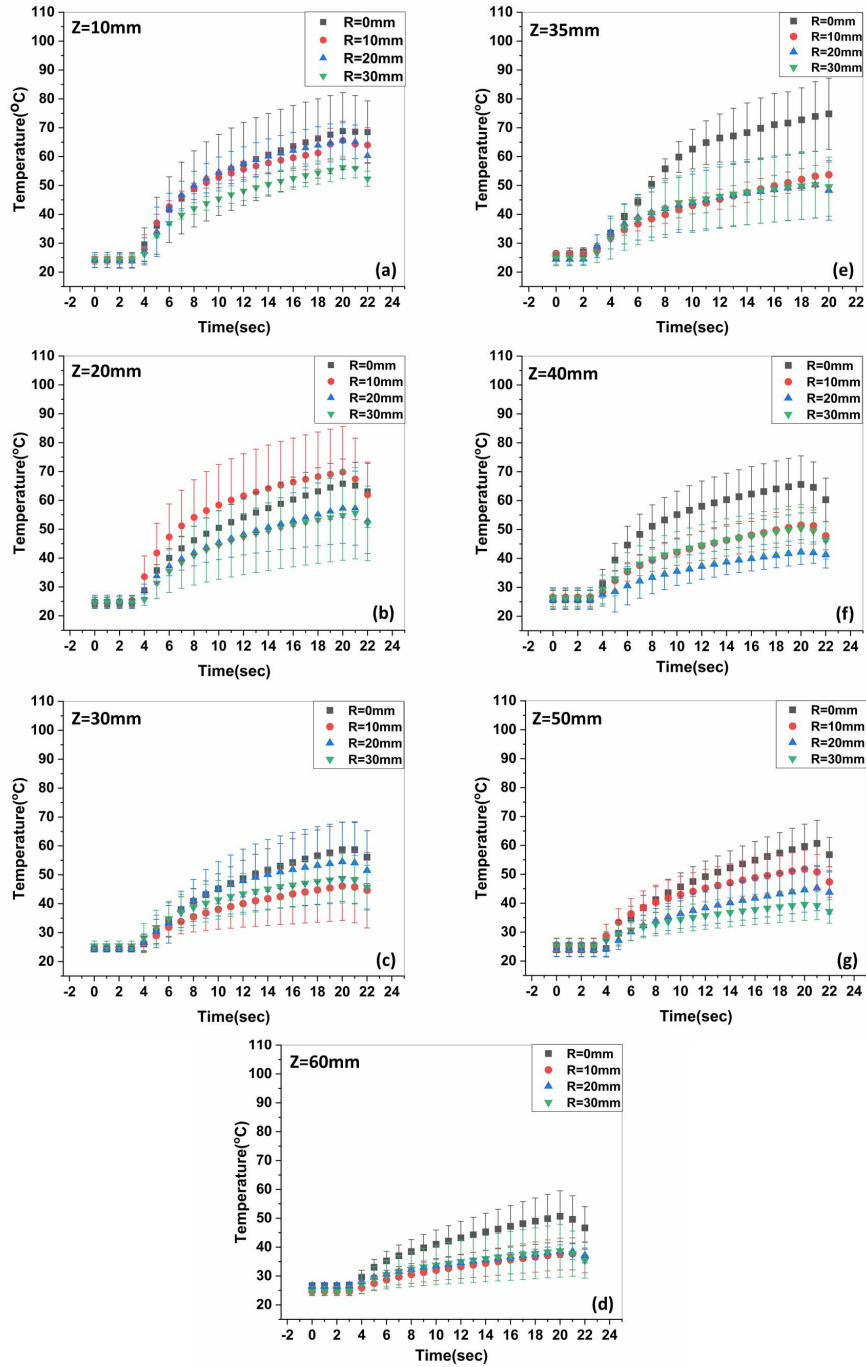 Z=10mm
R=0mm
R=10mm
R=20mm
R=30mm
110
100
90
80
70
60
50
40
30
20
Temperature(°C)
(a)
-2 0 2 4 6 8 10 12 14 16 18 20 22 24
Time(sec)
Z=35mm
R=0mm
R=10mm
R=20mm
R=30mm
110
100
90
80
70
60
50
40
30
20
Temperature(°C)
(e)
-2 0 2 4 6 8 10 12 14 16 18 20 22
Time(sec)
Z=20mm
R=0mm
R=10mm
R=20mm
R=30mm
110
100
90
80
70
60
50
40
30
20
Temperature(°C)
(b)
-2 0 2 4 6 8 10 12 14 16 18 20 22 24
Time(sec)
Z=40mm
R=0mm
R=10mm
R=20mm
R=30mm
110
100
90
80
70
60
50
40
30
20
Temperature(°C)
(f)
-2 0 2 4 6 8 10 12 14 16 18 20 22 24
Time(sec)
Z=30mm
R=0mm
R=10mm
R=20mm
R=30mm
110
100
90
80
70
60
50
40
30
20
Temperature(°C)
(c)
-2 0 2 4 6 8 10 12 14 16 18 20 22 24
Time(sec)
Z=50mm
R=0mm
R=10mm
R=20mm
R=30mm
110
100
90
80
70
60
50
40
30
20
Temperature(°C)
(g)
-2 0 2 4 6 8 10 12 14 16 18 20 22 24
Time(sec)
Z=60mm
R=0mm
R=10mm
R=20mm
R=30mm
110
100
90
80
70
60
50
40
30
20
Temperature(°C)
(d)
-2 0 2 4 6 8 10 12 14 16 18 20 22 24
Time(sec)